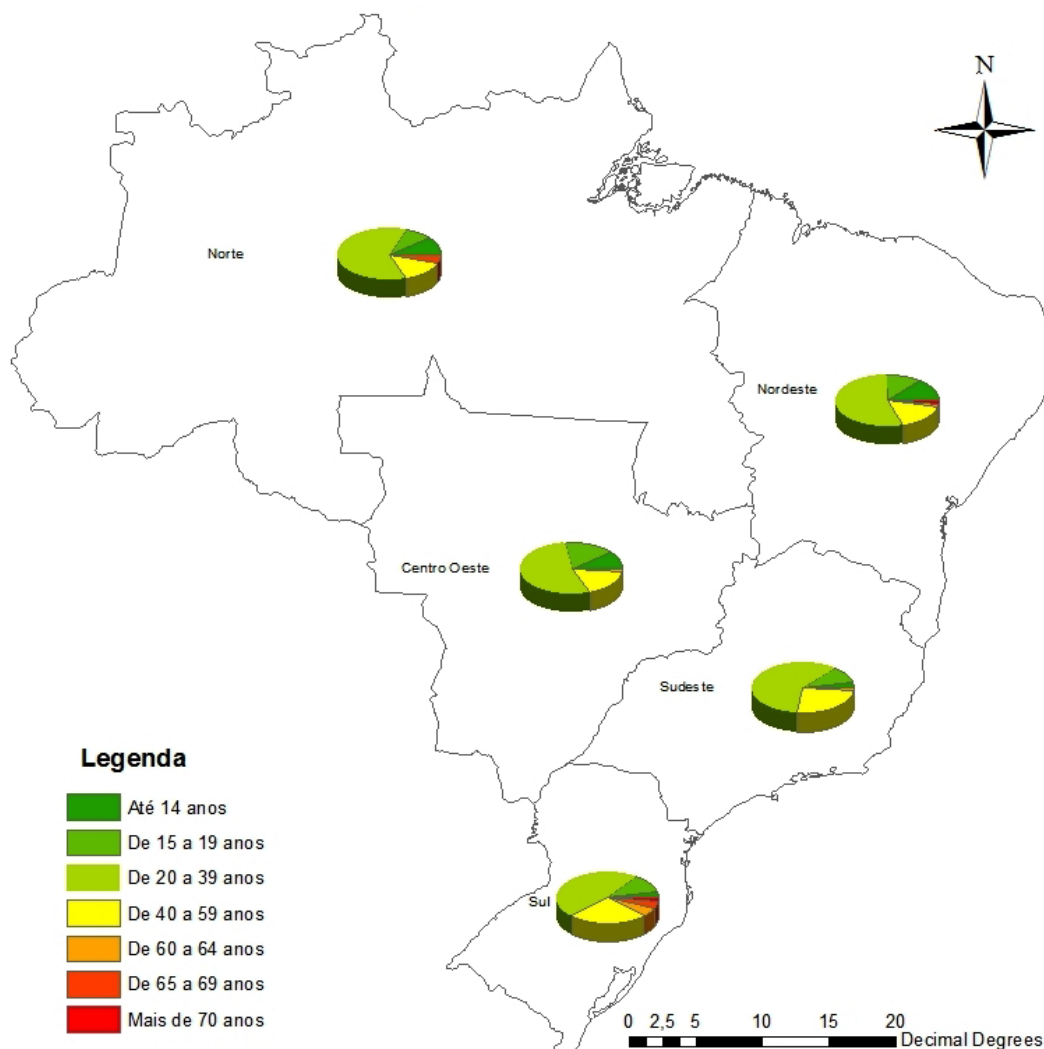 N
Norte
Nordeste
Centro Oeste
Sudeste
Sul
Legenda
Até 14 anos
De 15 a 19 anos
De 20 a 39 anos
De 40 a 59 anos
De 60 a 64 anos
De 65 a 69 anos
Mais de 70 anos
0 2,5 5 10 15 20
Decimal Degrees